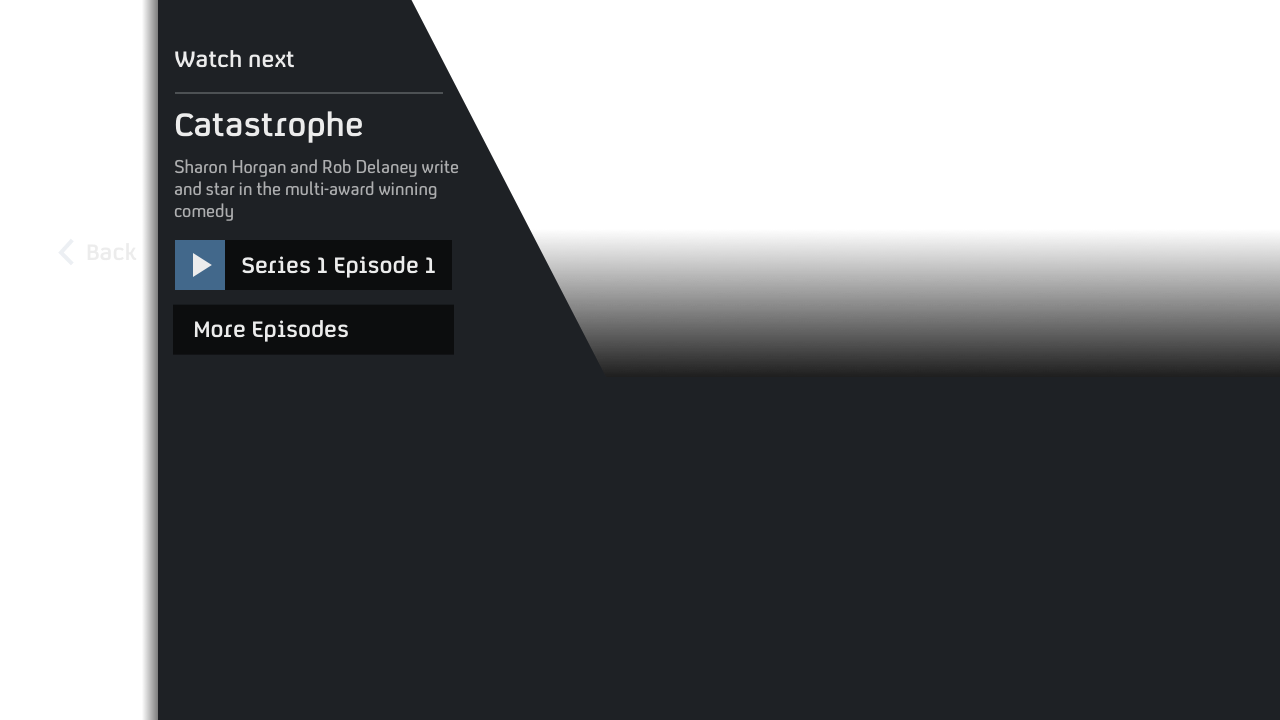 Watch next
Catastrophe
Sharon Horgan and Rob Delaney write
and star in the multi-award winning
comedy
Back
Series 1 Episode 1
More Episodes